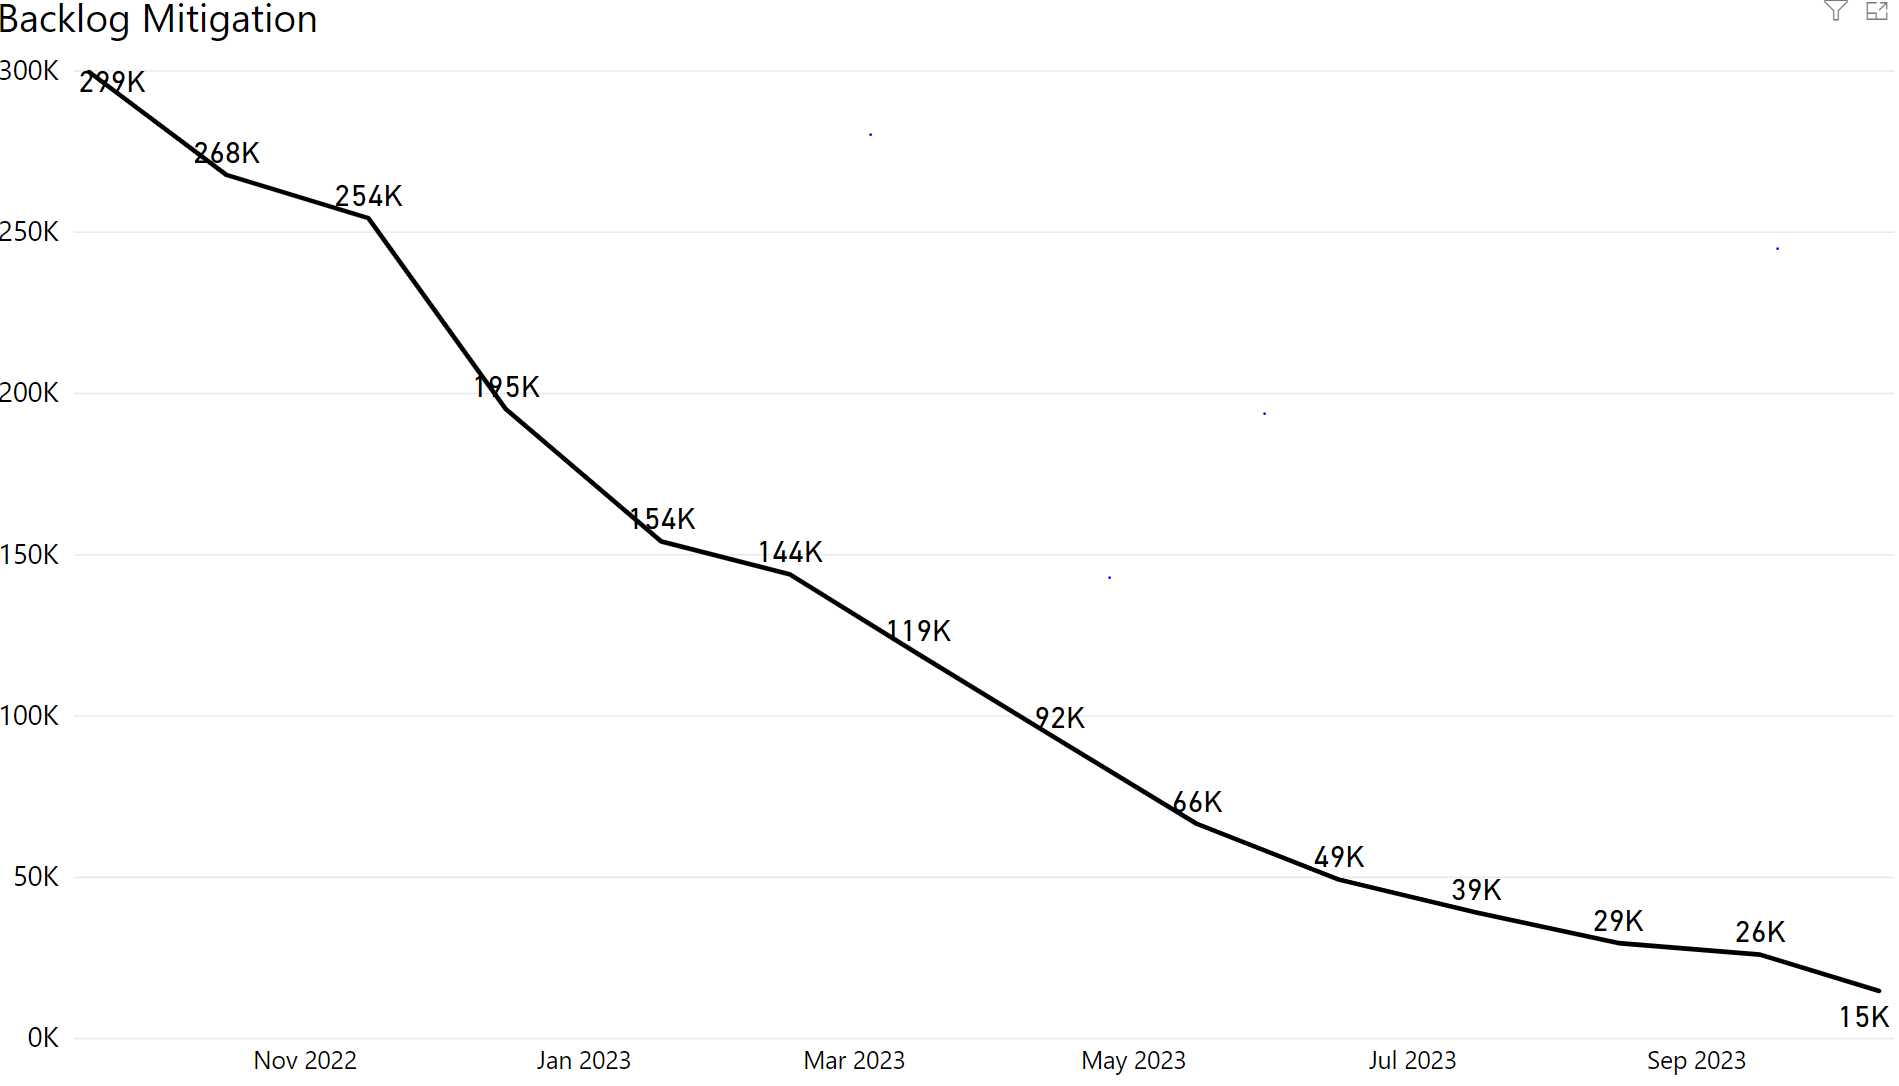 Backlog Mitigation
300K
299K
268K
254K
250K
200K
195K
154K
150K
144K
119K
100K
92K
66K
50K
49K
39K
29K
26K
15K
0K
Nov 2022
Jan 2023
Mar 2023
May 2023
Jul 2023
Sep 2023